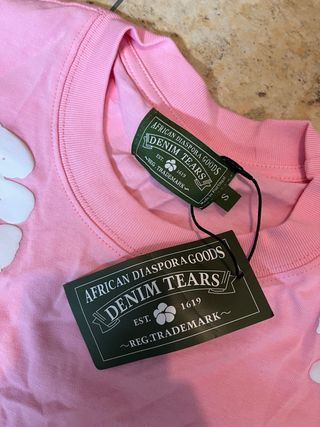 AFRICAN DIASPORA GOODS
DENIM TEARS
EST. 1619
~REG. TRADEMARK~
S
AFRICAN DIASPORA GOODS
DENIM TEARS
EST. 1619
~REG.TRADEMARK~